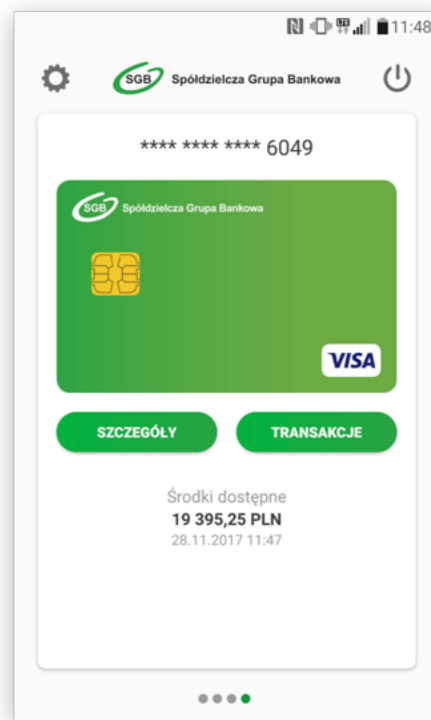 11:48
SGB Spółdzielcza Grupa Bankowa
**** **** **** 6049
SGB Spółdzielcza Grupa Bankowa
VISA
SZCZEGÓŁY TRANSAKCJE
Środki dostępne
19 395,25 PLN
28.11.2017 11:47